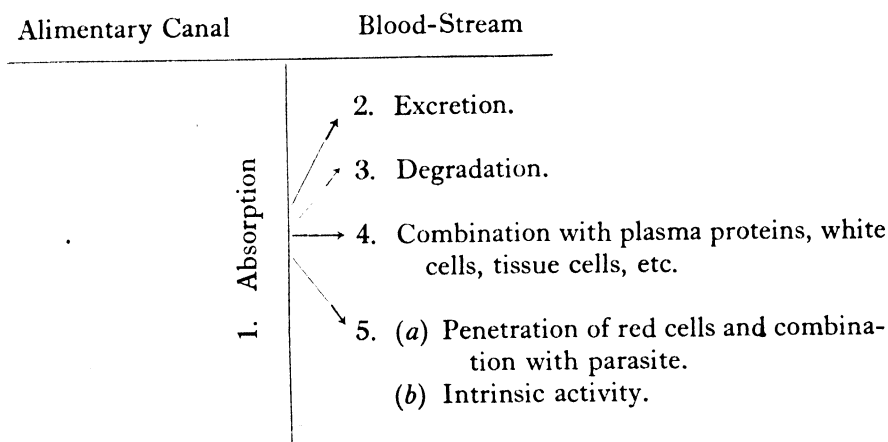 Alimentary Canal Blood-Stream
1. Absorption
2. Excretion.
3. Degradation.
4. Combination with plasma proteins, white
cells, tissue cells, etc.
5. (a) Penetration of red cells and combina-
tion with parasite.
(b) Intrinsic activity.